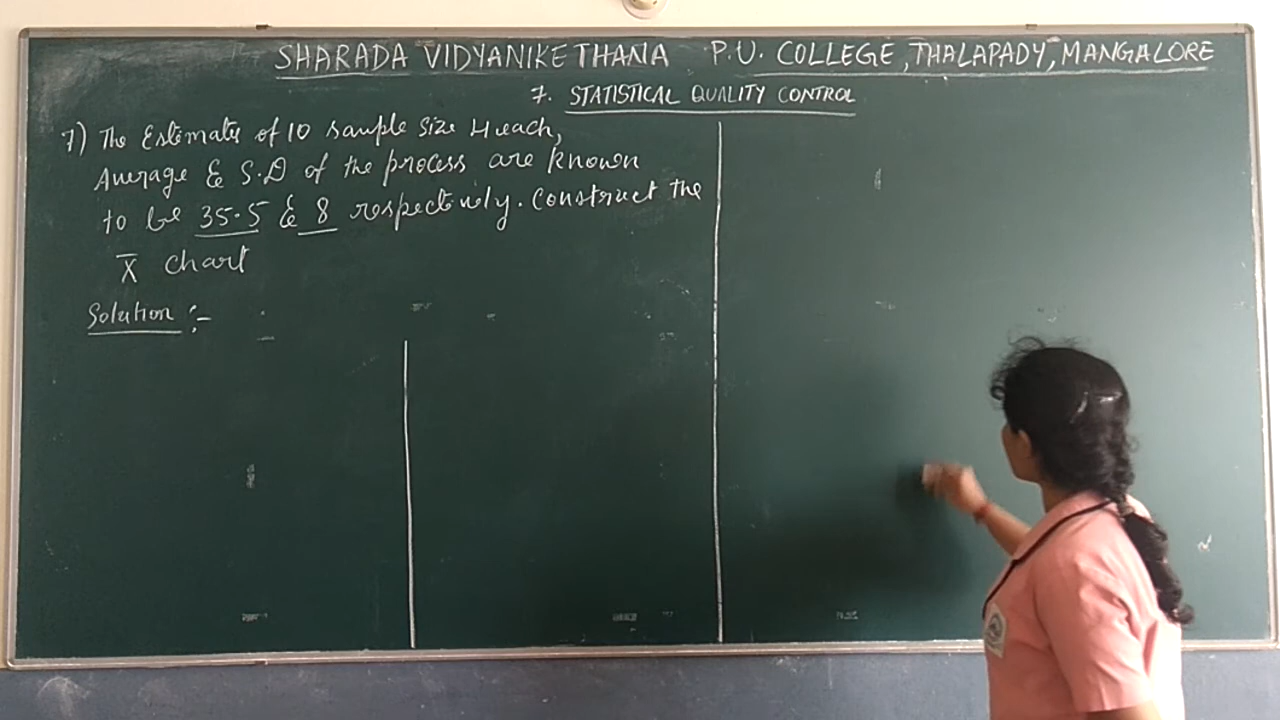 SHARADA VIDYANIKETHANA P.U. COLLEGE, THALAPADY, MANGALORE
7. STATISTICAL QUALITY CONTROL
7) The Estimates of 10 sample size 4 each,
Average & S.D of the process are known
to be 35.5 & 8 respectively. Construct the
X̅ chart
Solution :-